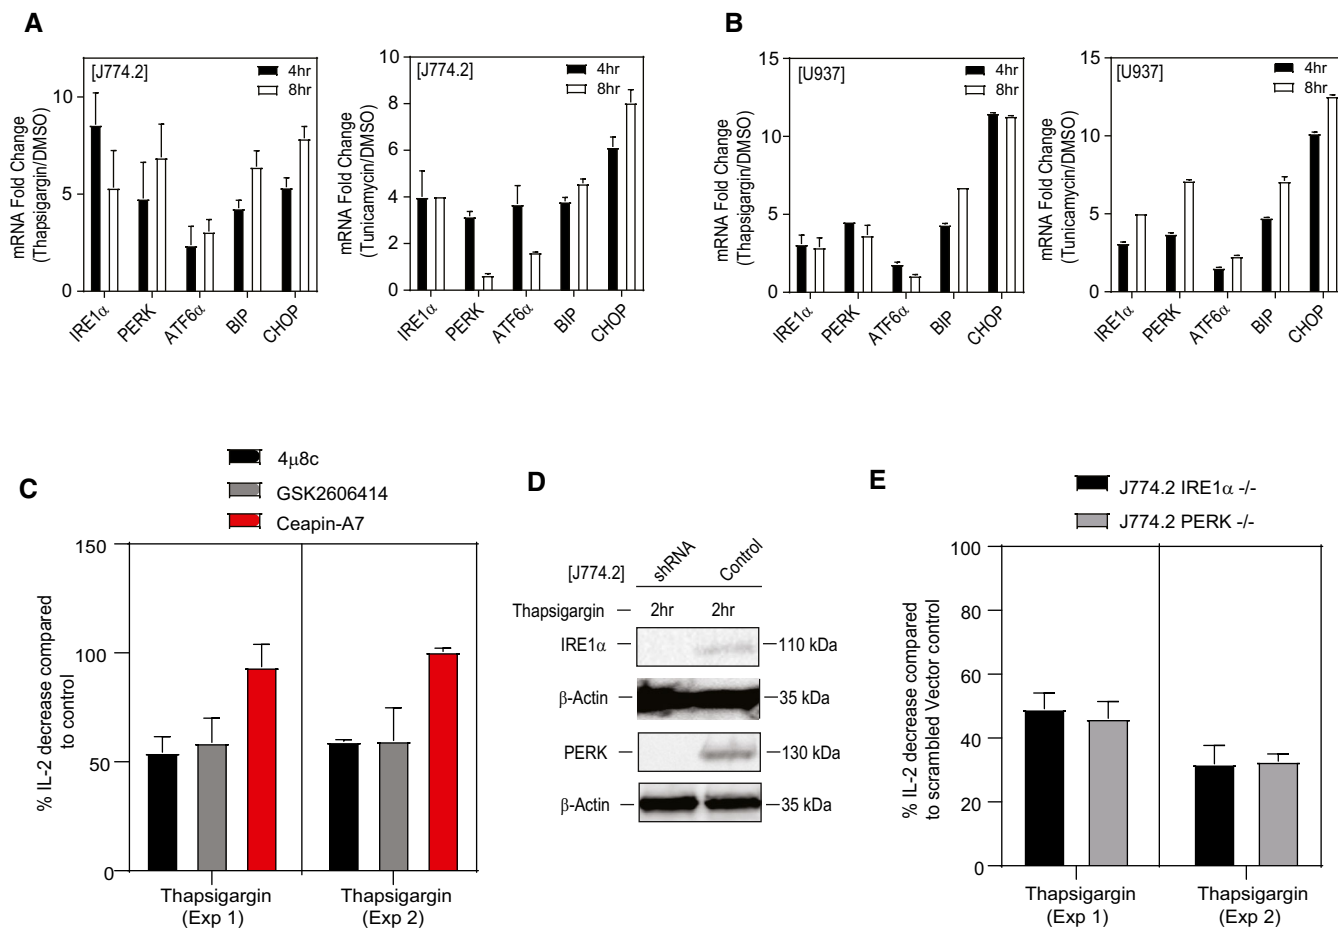 A
mRNA Fold Change
(Thapsigargin/DMSO)
[J774.2]
4hr
8hr
10
5
0
IRE1α
PERK
ATF6α
BIP
CHOP
mRNA Fold Change
(Tunicamycin/DMSO)
[J774.2]
4hr
8hr
10
8
6
4
2
0
IRE1α
PERK
ATF6α
BIP
CHOP
B
mRNA Fold Change
(Thapsigargin/DMSO)
[U937]
4hr
8hr
15
10
5
0
IRE1α
PERK
ATF6α
BIP
CHOP
mRNA Fold Change
(Tunicamycin/DMSO)
[U937]
4hr
8hr
15
10
5
0
IRE1α
PERK
ATF6α
BIP
CHOP
C
4μ8c
GSK2606414
Ceapin-A7
% IL-2 decrease compared
to control
150
100
50
0
Thapsigargin
(Exp 1)
Thapsigargin
(Exp 2)
D
[J774.2]
shRNA
Control
Thapsigargin
2hr
2hr
IRE1α
110 kDa
β-Actin
35 kDa
PERK
130 kDa
β-Actin
35 kDa
E
J774.2 IRE1α -/-
J774.2 PERK -/-
% IL-2 decrease compared
to scrambled Vector control
100
80
60
40
20
0
Thapsigargin
(Exp 1)
Thapsigargin
(Exp 2)